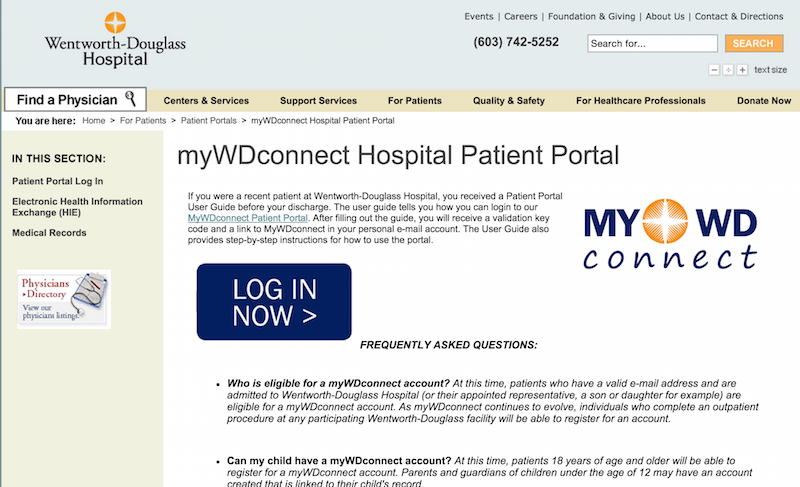 Events | Careers | Foundation & Giving | About Us | Contact & Directions
Wentworth-Douglass
Hospital
(603) 742-5252
Search for...
SEARCH
− ÷ + text size
Find a Physician
Centers & Services
Support Services
For Patients
Quality & Safety
For Healthcare Professionals
Donate Now
You are here: Home > For Patients > Patient Portals > myWDconnect Hospital Patient Portal
IN THIS SECTION:
Patient Portal Log In
Electronic Health Information
Exchange (HIE)
Medical Records
Physicians
Directory
View our
physicians listings.
myWDconnect Hospital Patient Portal
If you were a recent patient at Wentworth-Douglass Hospital, you received a Patient Portal
User Guide before your discharge. The user guide tells you how you can login to our
MyWDconnect Patient Portal. After filling out the guide, you will receive a validation key
code and a link to MyWDconnect in your personal e-mail account. The User Guide also
provides step-by-step instructions for how to use the portal.
MY WD
connect
LOG IN
NOW >
FREQUENTLY ASKED QUESTIONS:
• Who is eligible for a myWDconnect account? At this time, patients who have a valid e-mail address and are
admitted to Wentworth-Douglass Hospital (or their appointed representative, a son or daughter for example) are
eligible for a myWDconnect account. As myWDconnect continues to evolve, individuals who complete an outpatient
procedure at any participating Wentworth-Douglass facility will be able to register for an account.
• Can my child have a myWDconnect account? At this time, patients 18 years of age and older will be able to
register for a myWDconnect account. Parents and guardians of children under the age of 12 may have an account
created that is linked to their child's record.